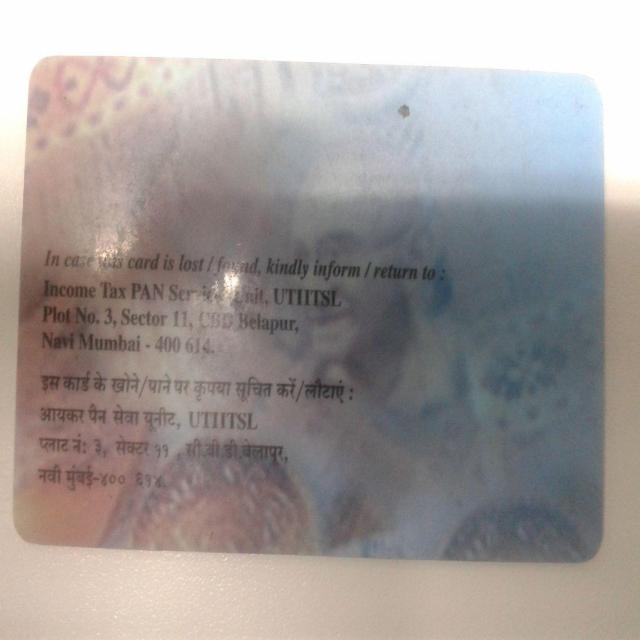 In case this card is lost / found, kindly inform / return to :
Income Tax PAN Services Unit, UTIITSL
Plot No. 3, Sector 11, CBD Belapur,
Navi Mumbai - 400 614.
इस कार्ड के खोने/पाने पर कृपया सूचित करें/लौटाएं :
आयकर पैन सेवा यूनीट, UTIITSL
प्लाट नं: ३, सेक्टर ११ , सी.बी.डी.बेलापुर,
नवी मुंबई-४०० ६१४.